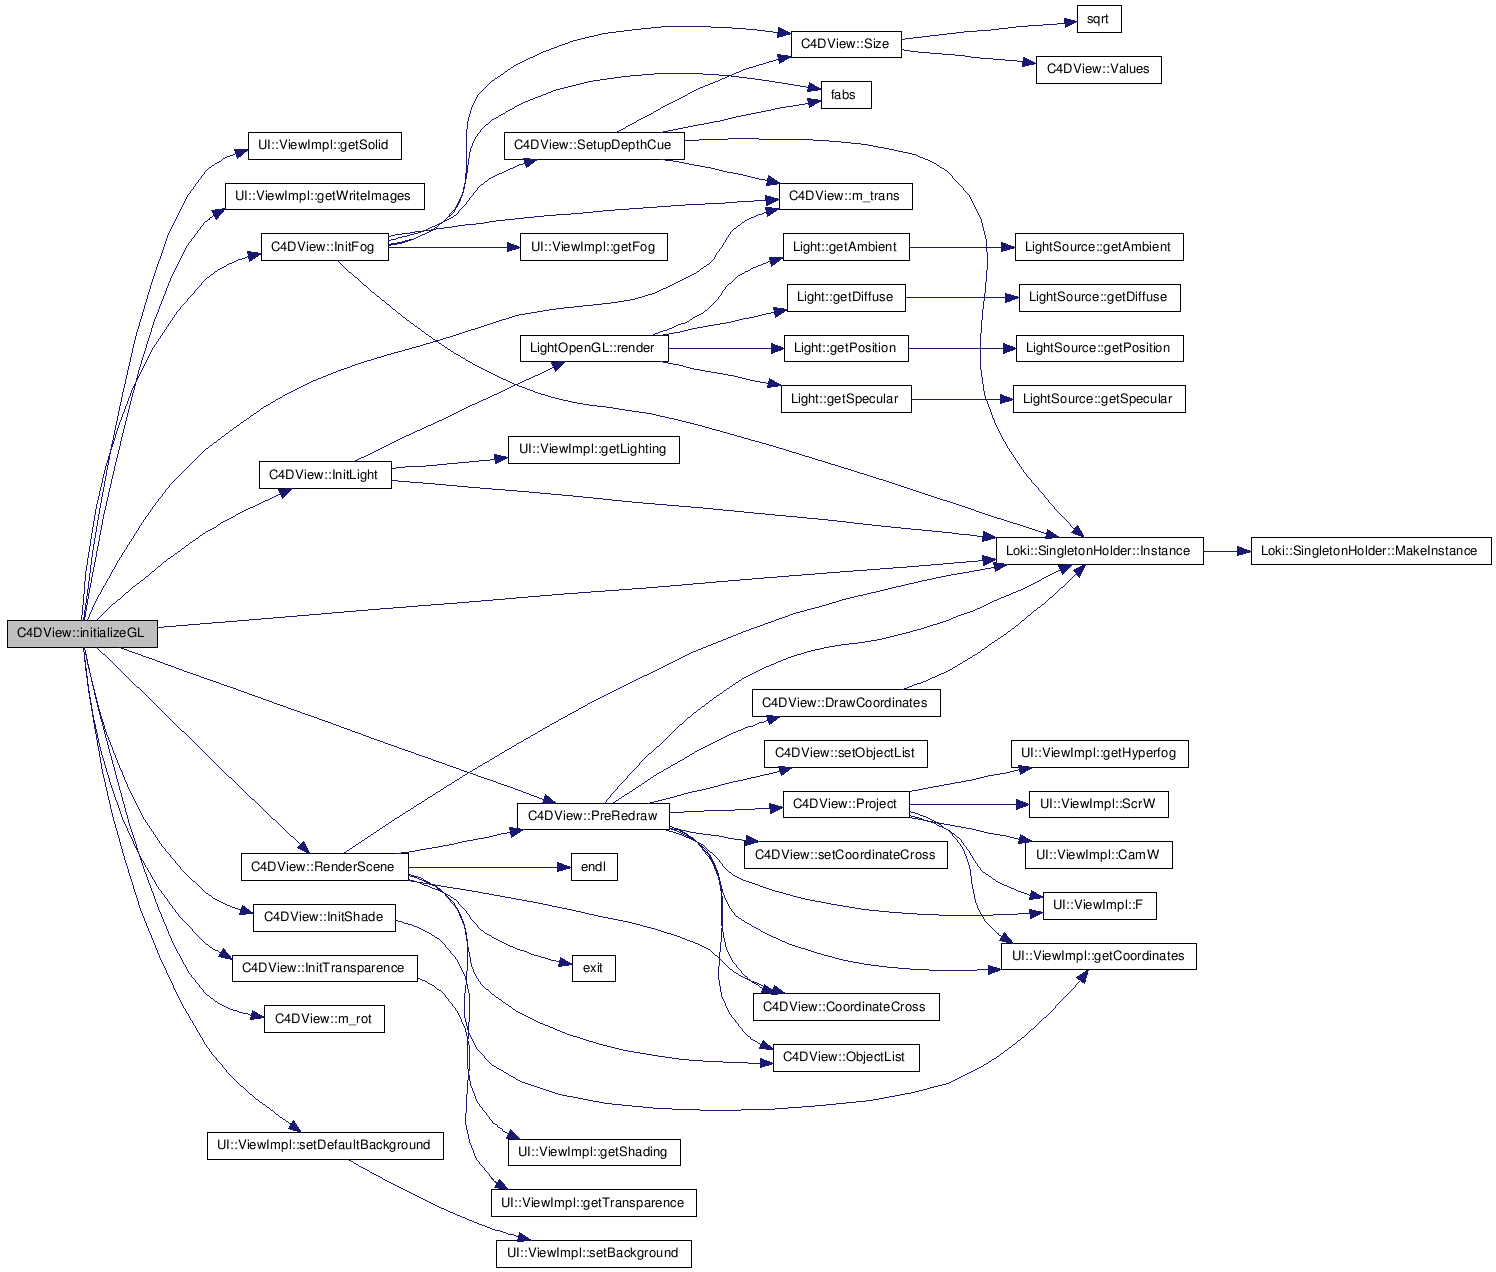 sqrt
C4DView::Size
C4DView::Values
fabs
UI::ViewImpl::getSolid
C4DView::SetupDepthCue
UI::ViewImpl::getWriteImages
C4DView::m_trans
C4DView::InitFog
UI::ViewImpl::getFog
Light::getAmbient
LightSource::getAmbient
Light::getDiffuse
LightSource::getDiffuse
LightOpenGL::render
Light::getPosition
LightSource::getPosition
Light::getSpecular
LightSource::getSpecular
UI::ViewImpl::getLighting
C4DView::InitLight
Loki::SingletonHolder::Instance
Loki::SingletonHolder::MakeInstance
C4DView::initializeGL
C4DView::DrawCoordinates
C4DView::setObjectList
UI::ViewImpl::getHyperfog
C4DView::Project
UI::ViewImpl::ScrW
C4DView::PreRedraw
C4DView::setCoordinateCross
UI::ViewImpl::CamW
C4DView::RenderScene
endl
UI::ViewImpl::F
C4DView::InitShade
UI::ViewImpl::getCoordinates
C4DView::InitTransparence
exit
C4DView::CoordinateCross
C4DView::m_rot
C4DView::ObjectList
UI::ViewImpl::setDefaultBackground
UI::ViewImpl::getShading
UI::ViewImpl::getTransparence
UI::ViewImpl::setBackground